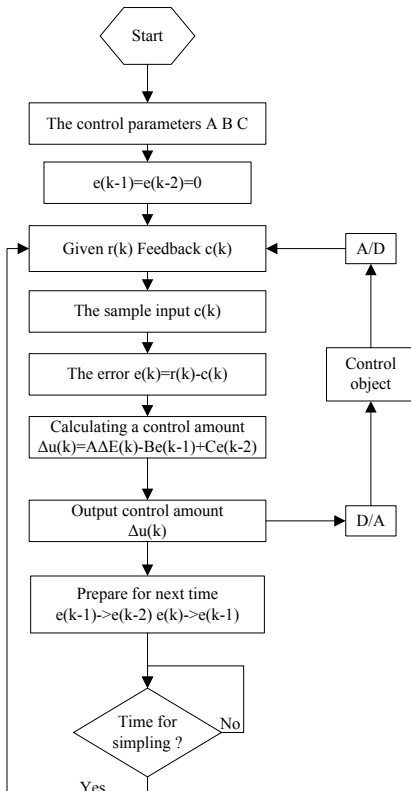 Start
The control parameters A B C
e(k-1)=e(k-2)=0
Given r(k) Feedback c(k)
A/D
The sample input c(k)
The error e(k)=r(k)-c(k)
Control
object
Calculating a control amount
Δu(k)=AΔE(k)-Be(k-1)+Ce(k-2)
Output control amount
Δu(k)
D/A
Prepare for next time
e(k-1)->e(k-2) e(k)->e(k-1)
Time for
simpling ?
No
Yes